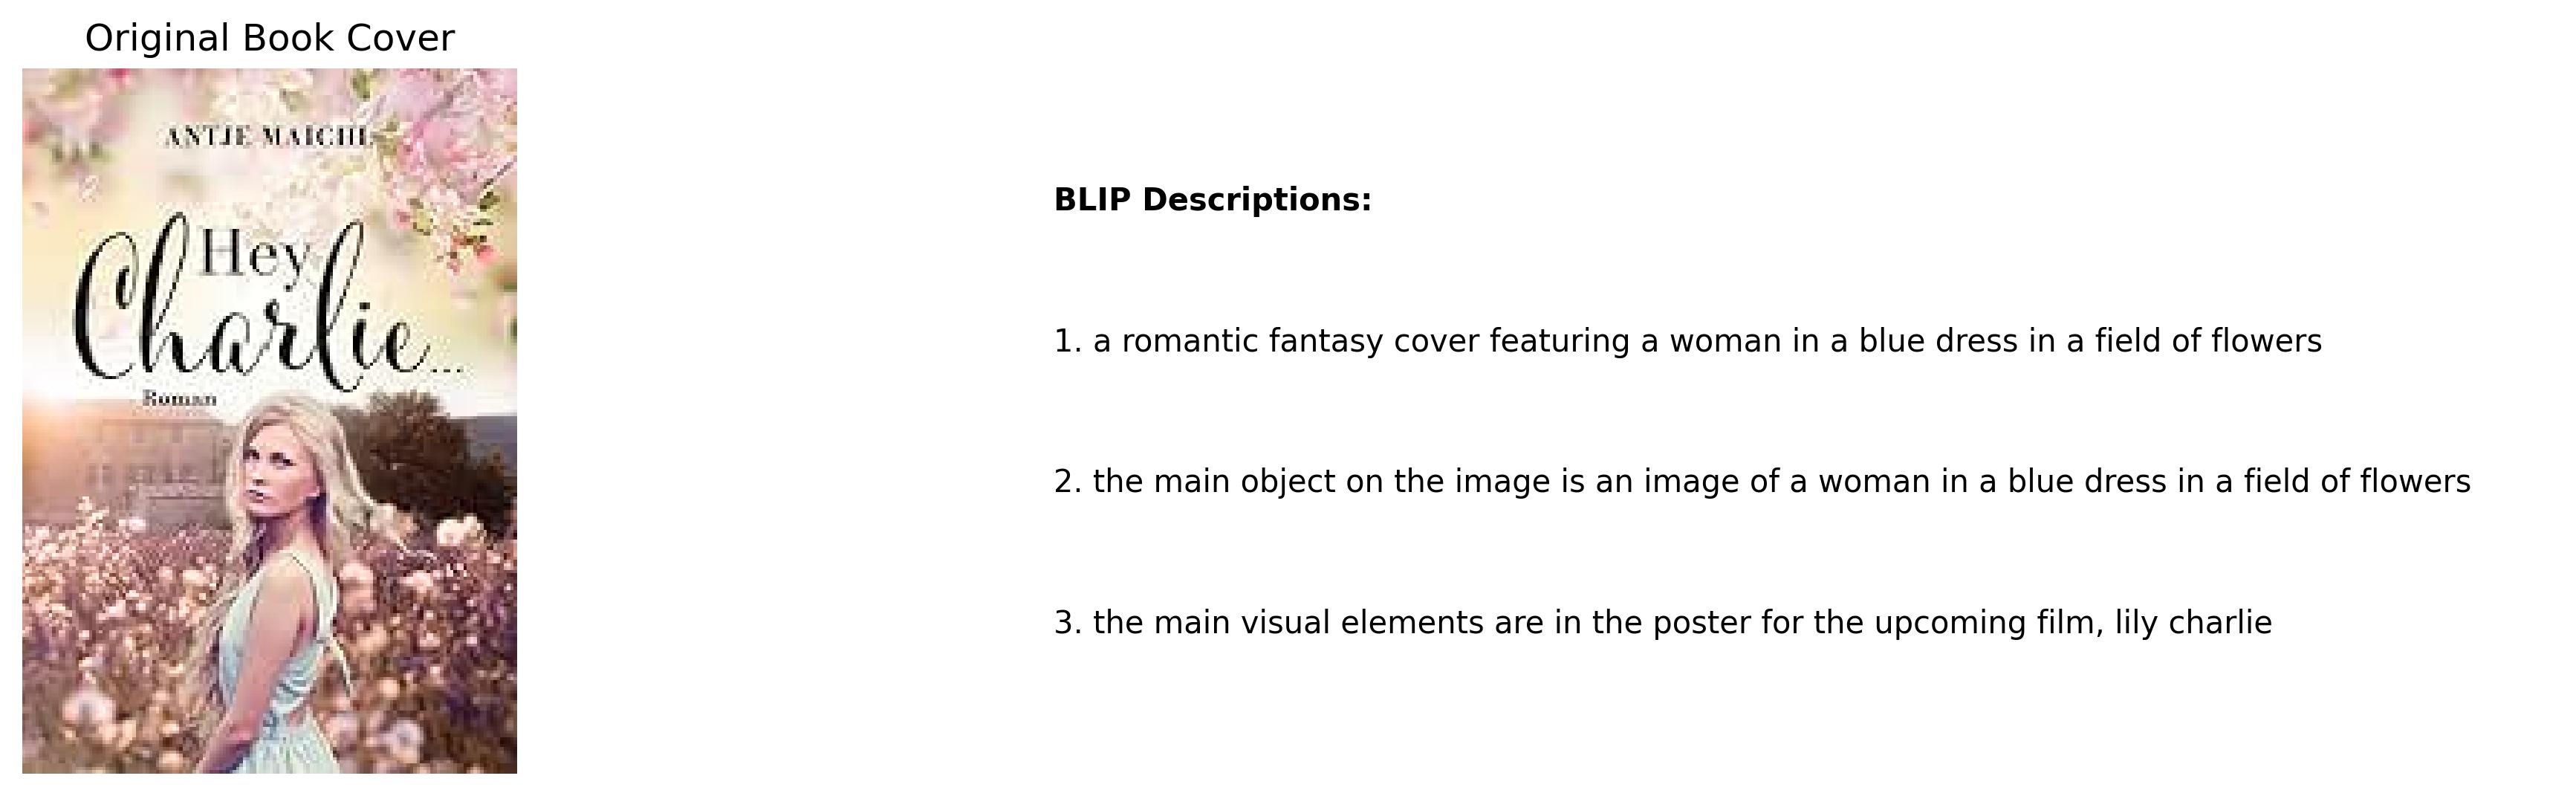 Original Book Cover
ANTJE MAICHL
Hey
Charlie...
Roman
BLIP Descriptions:
1. a romantic fantasy cover featuring a woman in a blue dress in a field of flowers
2. the main object on the image is an image of a woman in a blue dress in a field of flowers
3. the main visual elements are in the poster for the upcoming film, lily charlie